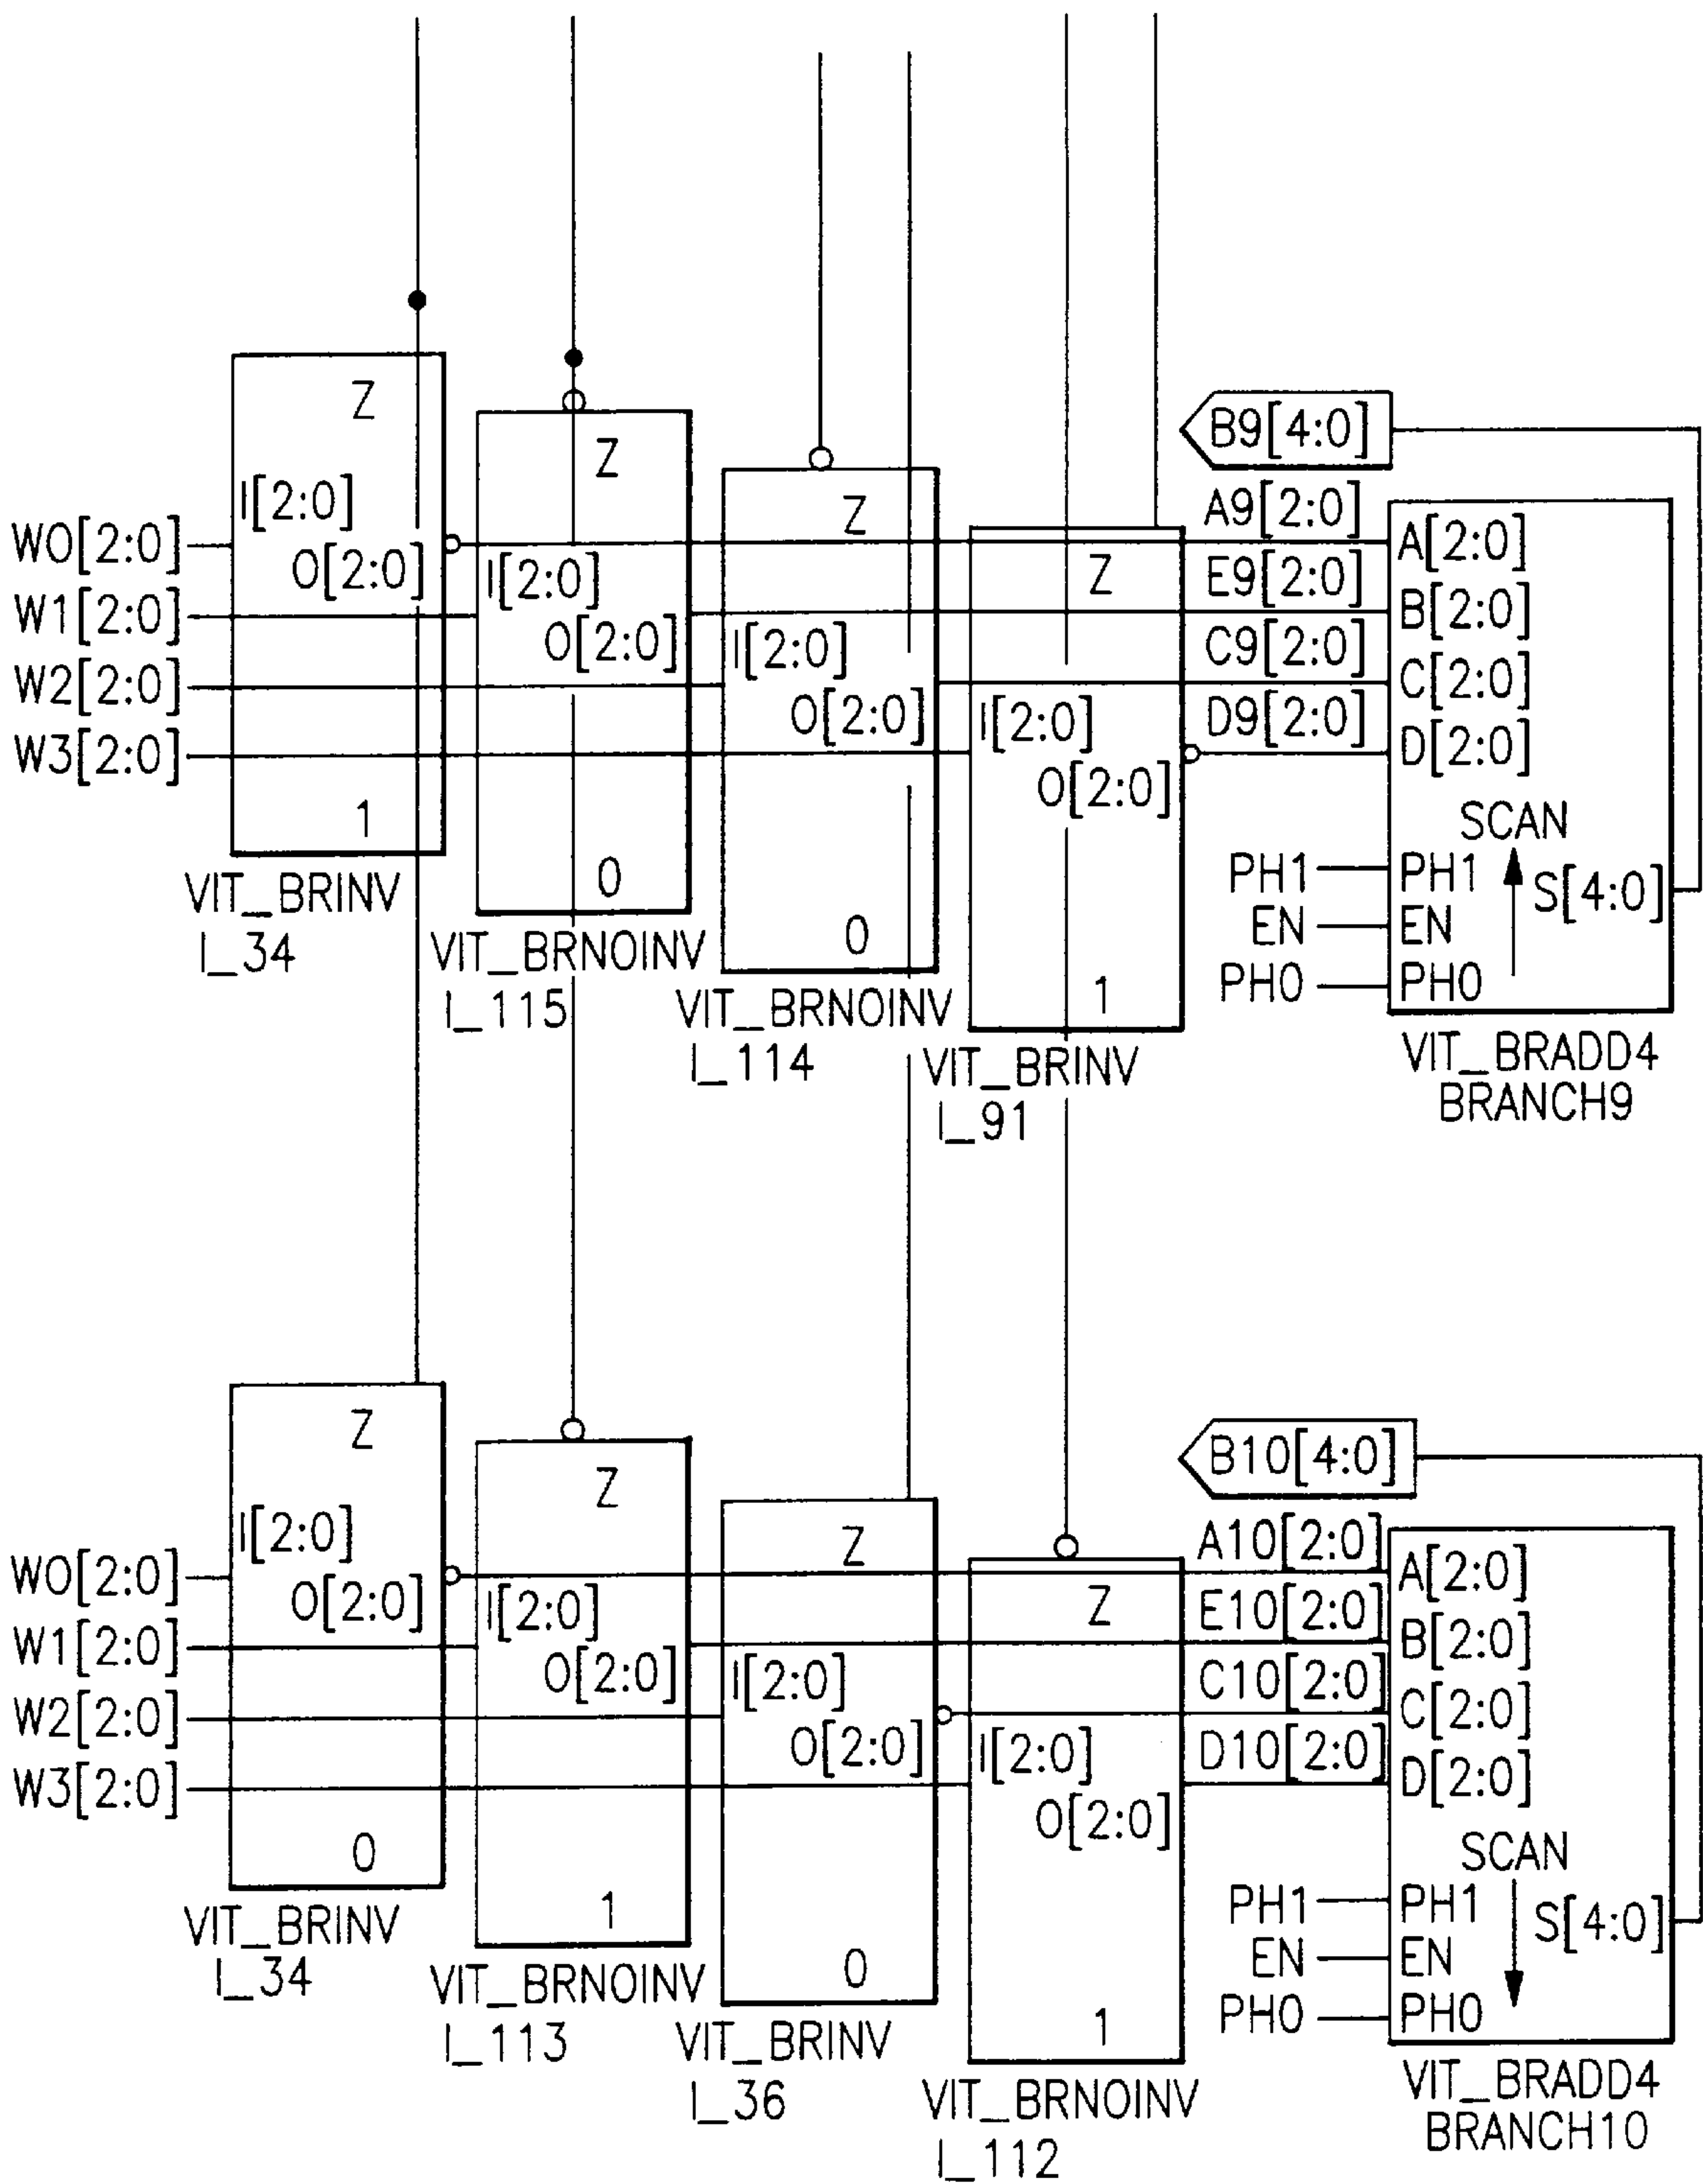 Z
I[2:0]
O[2:0]
1
VIT_BRINV
I_34
Z
I[2:0]
O[2:0]
0
VIT_BRNOINV
I_115
Z
I[2:0]
O[2:0]
0
VIT_BRNOINV
I_114
Z
I[2:0]
O[2:0]
1
VIT_BRINV
I_91
W0[2:0]
W1[2:0]
W2[2:0]
W3[2:0]
B9[4:0]
A9[2:0]
E9[2:0]
C9[2:0]
D9[2:0]
A[2:0]
B[2:0]
C[2:0]
D[2:0]
SCAN
PH1 PH1
S[4:0]
EN EN
PH0 PH0
VIT_BRADD4
BRANCH9
Z
I[2:0]
O[2:0]
0
VIT_BRINV
I_34
Z
I[2:0]
O[2:0]
1
VIT_BRNOINV
I_113
Z
I[2:0]
O[2:0]
0
VIT_BRINV
I_36
Z
I[2:0]
O[2:0]
1
VIT_BRNOINV
I_112
W0[2:0]
W1[2:0]
W2[2:0]
W3[2:0]
B10[4:0]
A10[2:0]
E10[2:0]
C10[2:0]
D10[2:0]
A[2:0]
B[2:0]
C[2:0]
D[2:0]
SCAN
PH1 PH1
S[4:0]
EN EN
PH0 PH0
VIT_BRADD4
BRANCH10